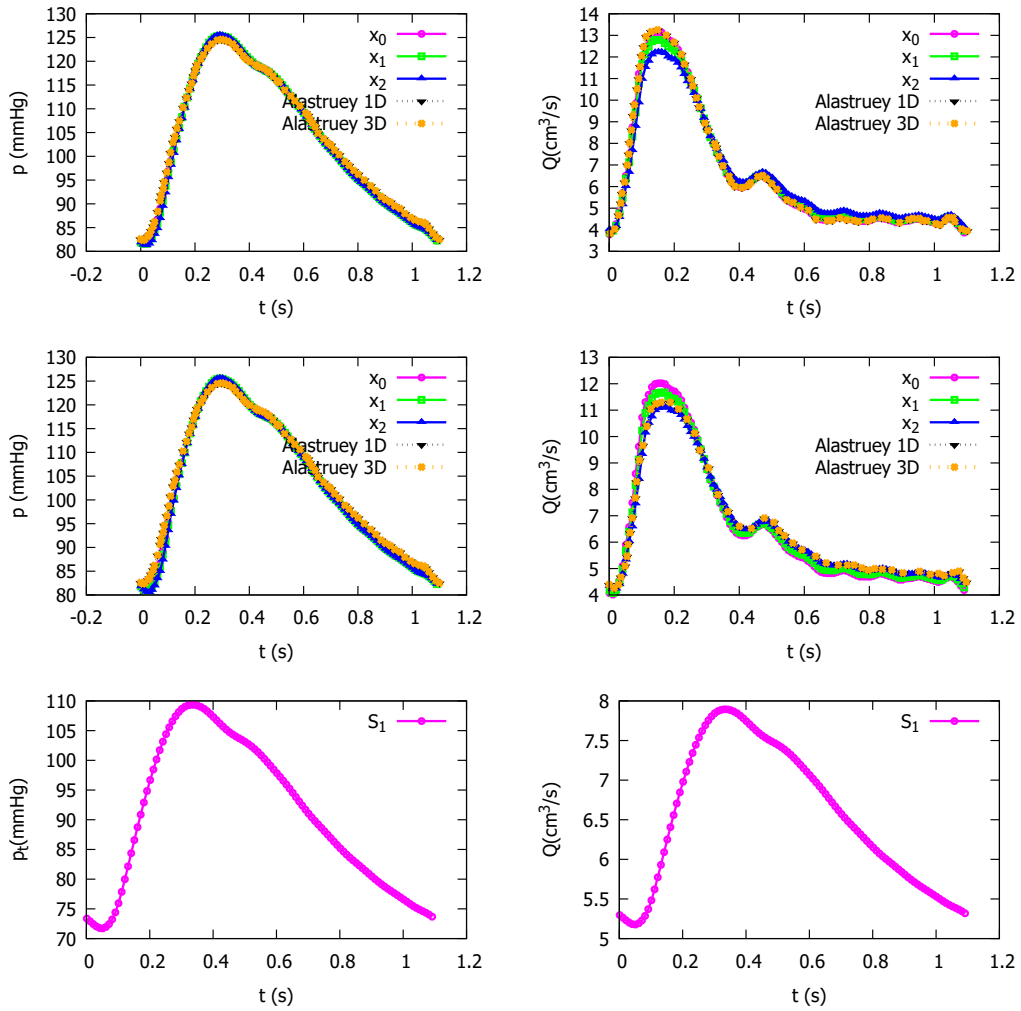 p (mmHg)
130
125
120
115
110
105
100
95
90
85
80
x0
x1
x2
Alastruey 1D
Alastruey 3D
-0.2 0 0.2 0.4 0.6 0.8 1 1.2
t (s)
Q(cm3/s)
14
13
12
11
10
9
8
7
6
5
4
3
x0
x1
x2
Alastruey 1D
Alastruey 3D
0 0.2 0.4 0.6 0.8 1 1.2
t (s)
p (mmHg)
130
125
120
115
110
105
100
95
90
85
80
x0
x1
x2
Alastruey 1D
Alastruey 3D
-0.2 0 0.2 0.4 0.6 0.8 1 1.2
t (s)
Q(cm3/s)
13
12
11
10
9
8
7
6
5
4
x0
x1
x2
Alastruey 1D
Alastruey 3D
0 0.2 0.4 0.6 0.8 1 1.2
t (s)
pt(mmHg)
110
105
100
95
90
85
80
75
70
S1
0 0.2 0.4 0.6 0.8 1 1.2
t (s)
Q(cm3/s)
8
7.5
7
6.5
6
5.5
5
S1
0 0.2 0.4 0.6 0.8 1 1.2
t (s)